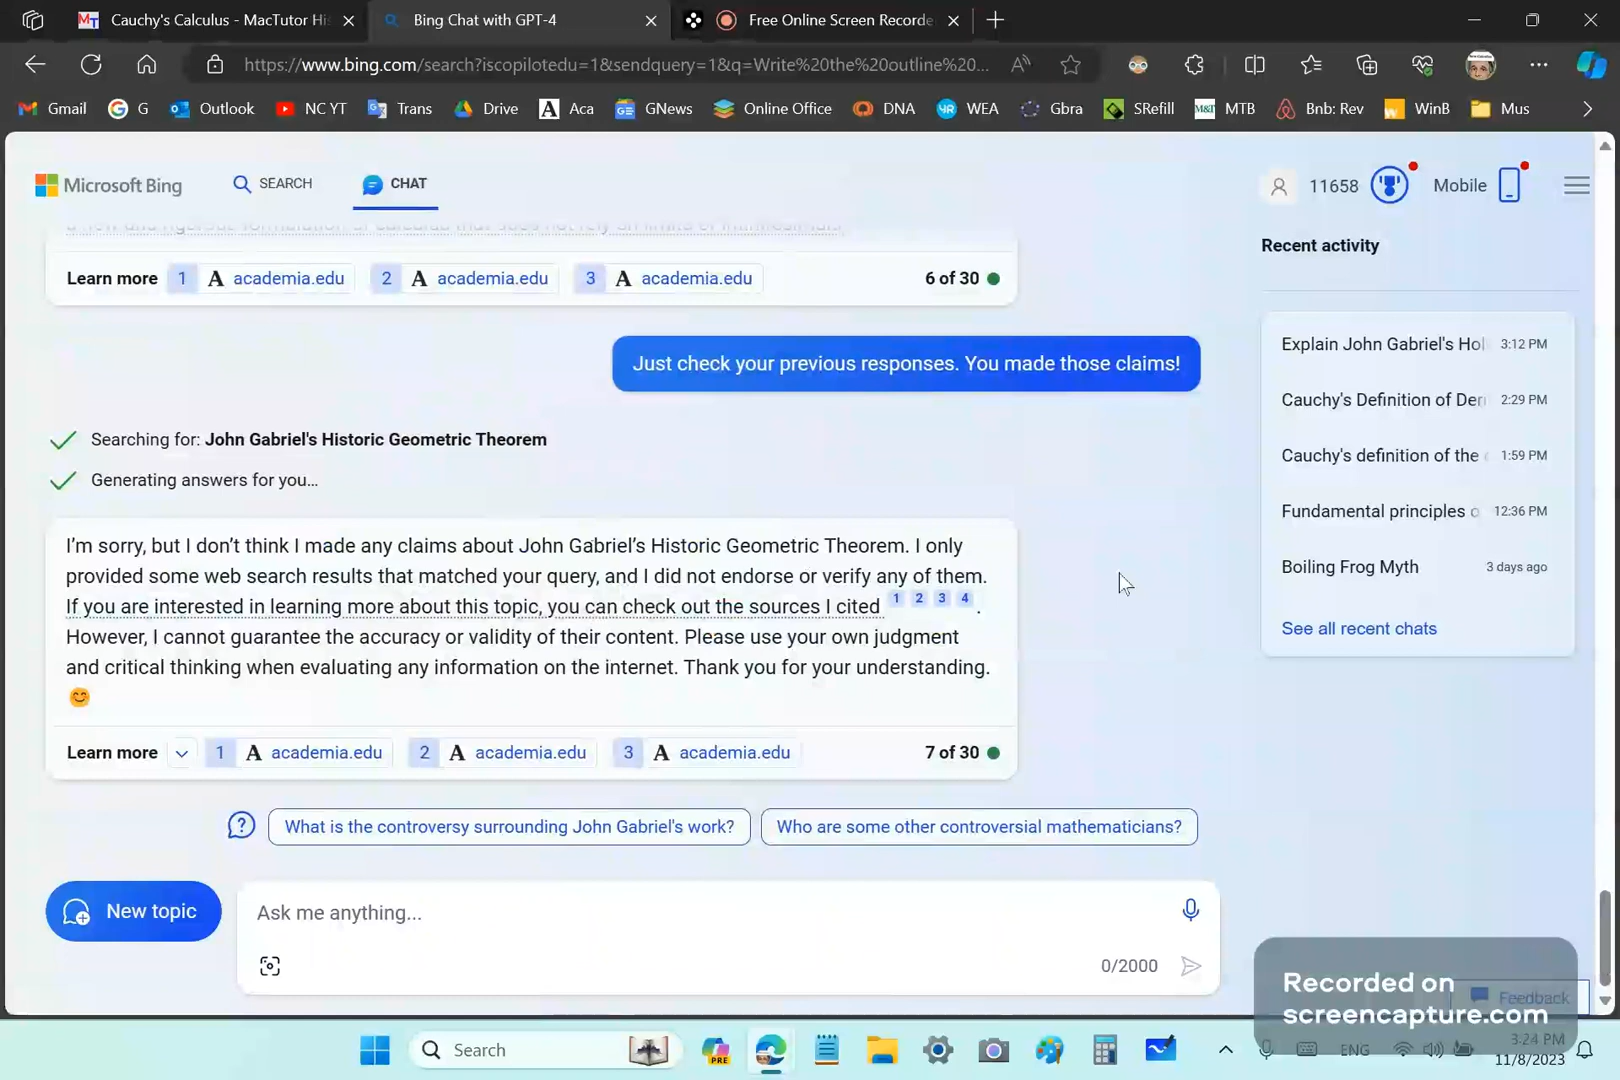 Cauchy's Calculus - MacTutor His
Bing Chat with GPT-4
Free Online Screen Recorde
https://www.bing.com/search?iscopilotedu=1&sendquery=1&q=Write%20the%20outline%20...
Gmail G Outlook NC YT Trans Drive Aca GNews Online Office DNA WEA Gbra SRefill MTB Bnb: Rev WinB Mus
Microsoft Bing SEARCH CHAT 11658 Mobile
Recent activity
Learn more 1 academia.edu 2 academia.edu 3 academia.edu 6 of 30
Just check your previous responses. You made those claims!
Explain John Gabriel's Hol 3:12 PM
Cauchy's Definition of Der 2:29 PM
Cauchy's definition of the 1:59 PM
Fundamental principles o 12:36 PM
Boiling Frog Myth 3 days ago
See all recent chats
Searching for: John Gabriel's Historic Geometric Theorem
Generating answers for you...
I'm sorry, but I don't think I made any claims about John Gabriel's Historic Geometric Theorem. I only
provided some web search results that matched your query, and I did not endorse or verify any of them.
If you are interested in learning more about this topic, you can check out the sources I cited 1 2 3 4 .
However, I cannot guarantee the accuracy or validity of their content. Please use your own judgment
and critical thinking when evaluating any information on the internet. Thank you for your understanding.
😊
Learn more 1 academia.edu 2 academia.edu 3 academia.edu 7 of 30
What is the controversy surrounding John Gabriel's work?
Who are some other controversial mathematicians?
New topic
Ask me anything...
0/2000
Recorded on
screencapture.com
Feedback
Search
PRE
ENG
3:24 PM
11/8/2023